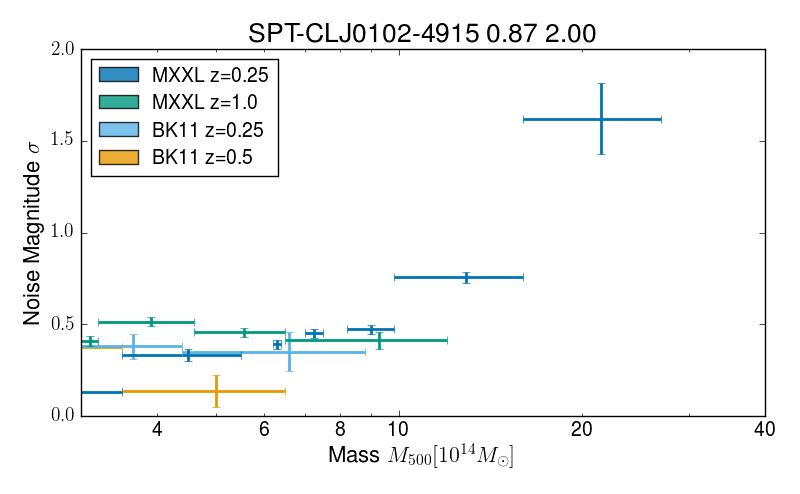 SPT-CLJ0102-4915 0.87 2.00
2.0
1.5
1.0
0.5
0.0
Noise Magnitude σ
MXXL z=0.25
MXXL z=1.0
BK11 z=0.25
BK11 z=0.5
4 6 8 10 20 40
Mass M₅₀₀[10¹⁴M☉]